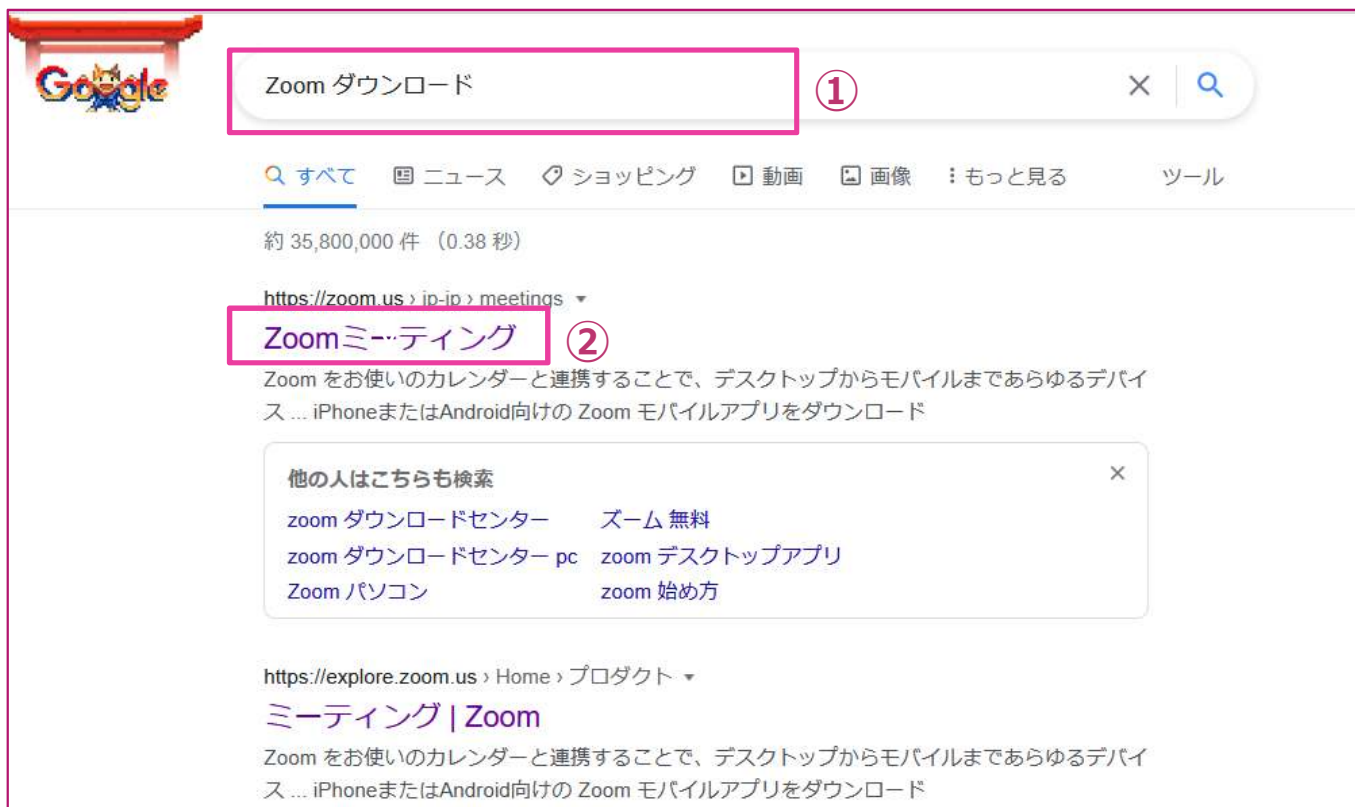 Google
Zoom ダウンロード
①
すべて ニュース ショッピング 動画 画像 もっと見る ツール
約 35,800,000 件 （0.38 秒）
https://zoom.us › jp-jp › meetings
Zoomミーティング
②
Zoom をお使いのカレンダーと連携することで、デスクトップからモバイルまであらゆるデバイ
ス ... iPhoneまたはAndroid向けの Zoom モバイルアプリをダウンロード
他の人はこちらも検索
zoom ダウンロードセンター ズーム 無料
zoom ダウンロードセンター pc zoom デスクトップアプリ
Zoom パソコン zoom 始め方
https://explore.zoom.us › Home › プロダクト
ミーティング | Zoom
Zoom をお使いのカレンダーと連携することで、デスクトップからモバイルまであらゆるデバイ
ス ... iPhoneまたはAndroid向けの Zoom モバイルアプリをダウンロード